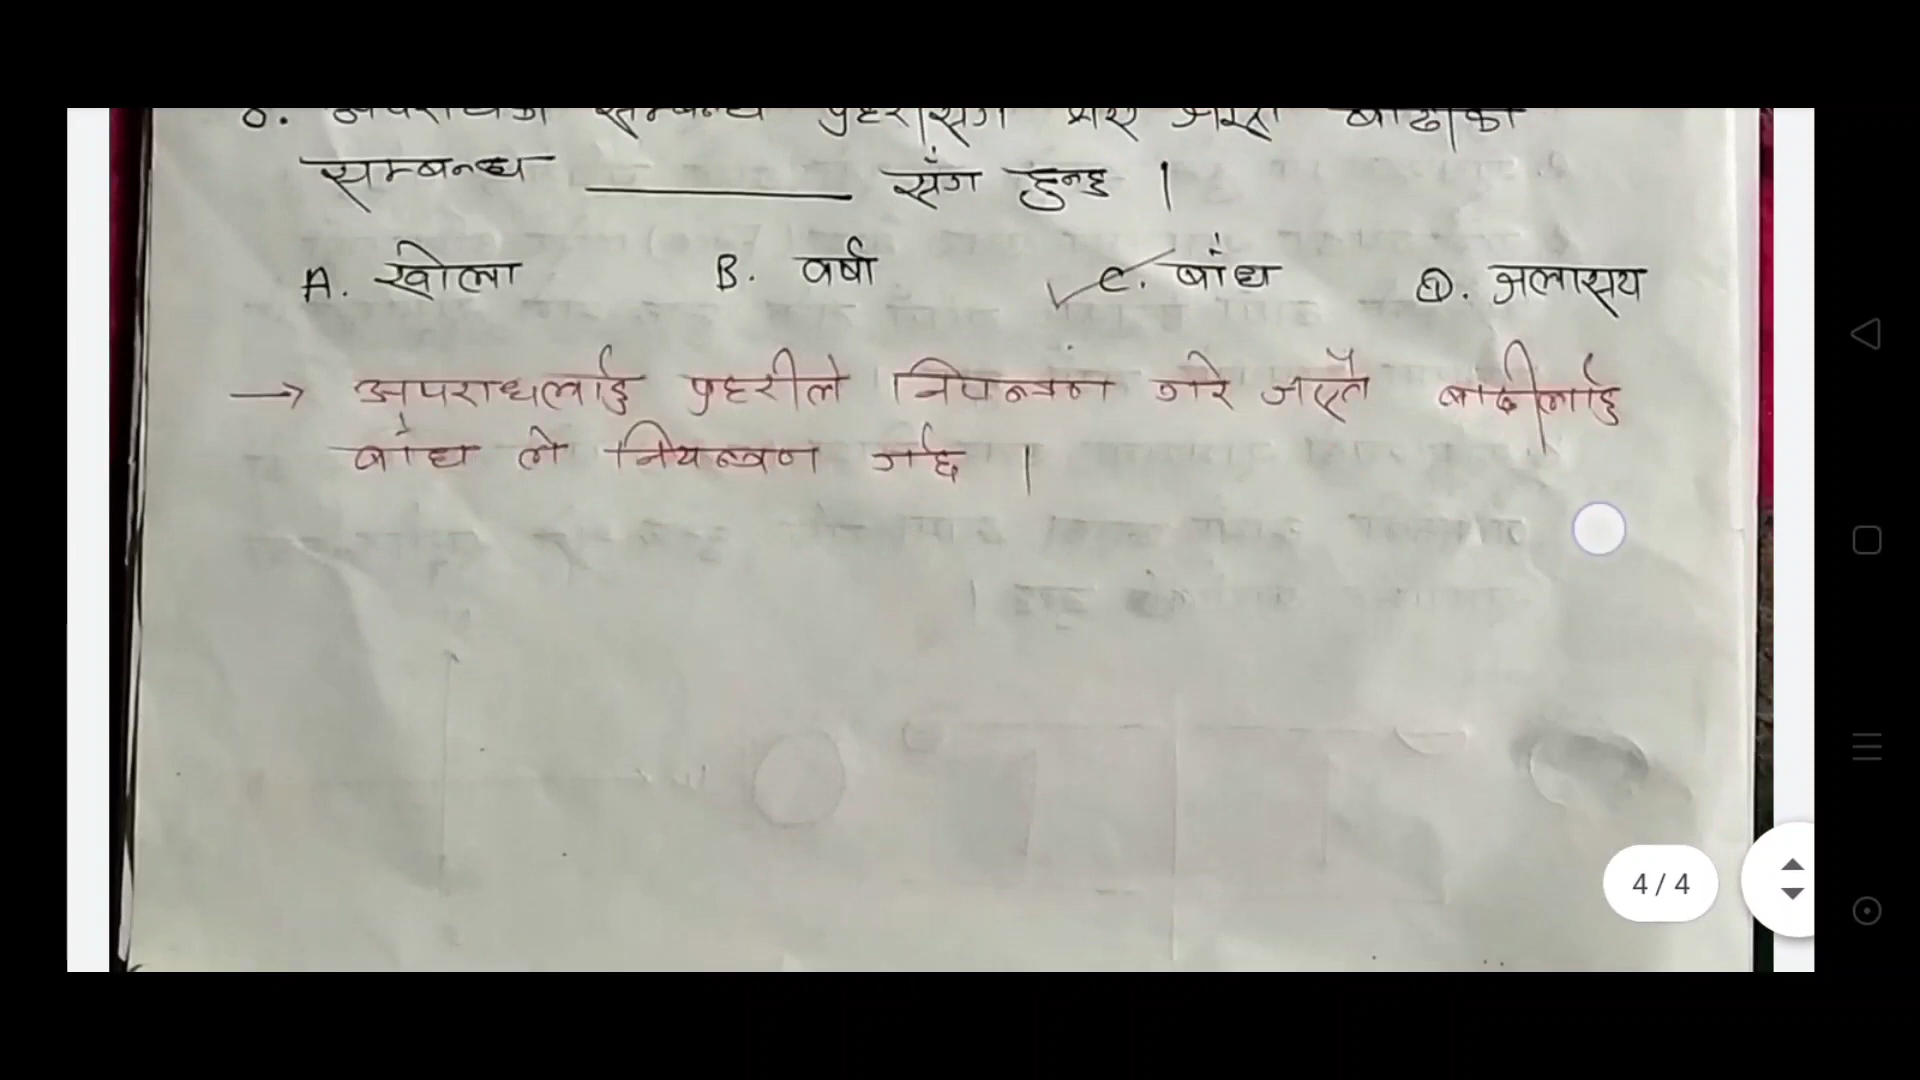 सम्बन्ध ________ सँग हुन्छ ।
A. खोला B. वर्षा C. बाँध D. जलासय
→ अपराधलाई प्रहरीले नियन्त्रण गरे जस्तै बाढीलाई
बाँध ले नियन्त्रण गर्छ ।
4 / 4